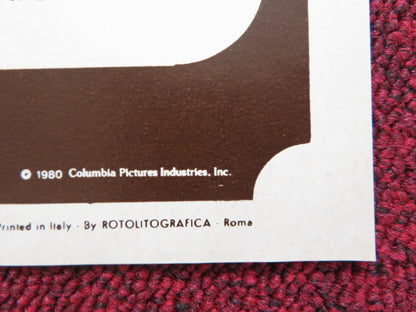 © 1980 Columbia Pictures Industries, Inc.
Printed in Italy - By ROTOLITOGRAFICA - Roma